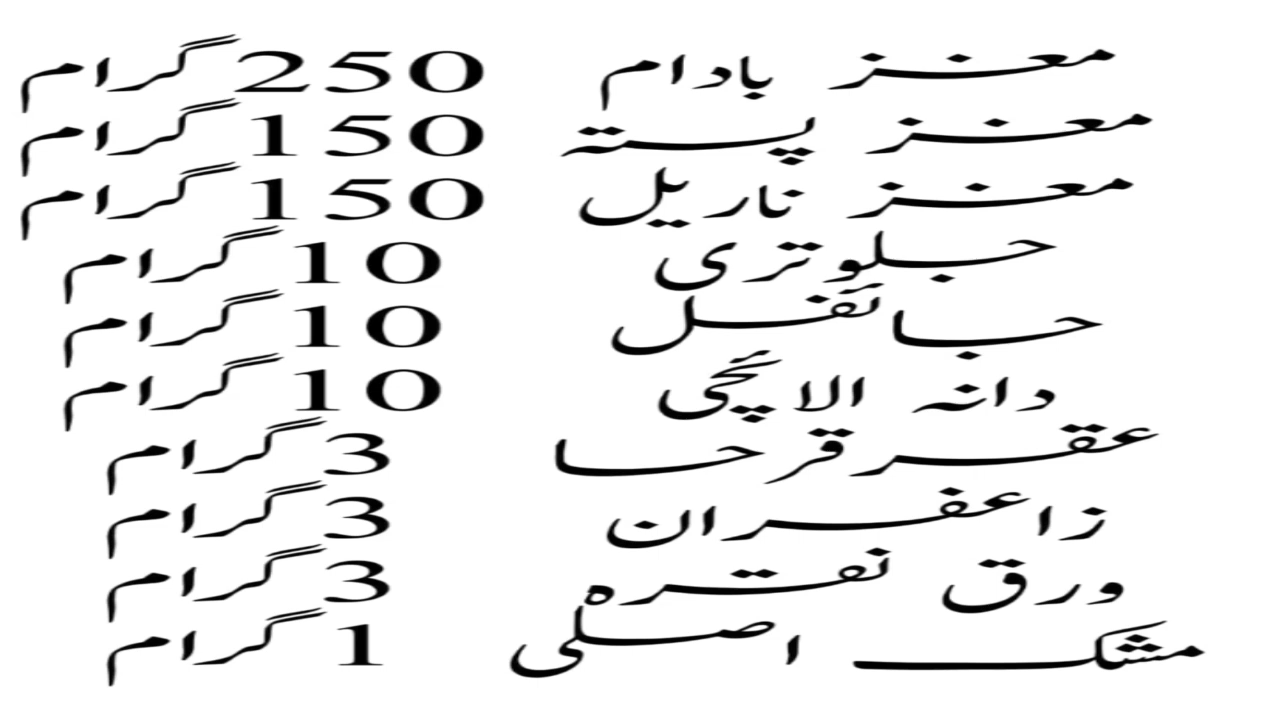 مغز بادام 250 گرام
مغز پستہ 150 گرام
مغز ناریل 150 گرام
جلوتری 10 گرام
جائفل 10 گرام
دانہ الائچی 10 گرام
عقرقرحا 3 گرام
زاعفران 3 گرام
ورق نقرہ 3 گرام
مشک اصلی 1 گرام